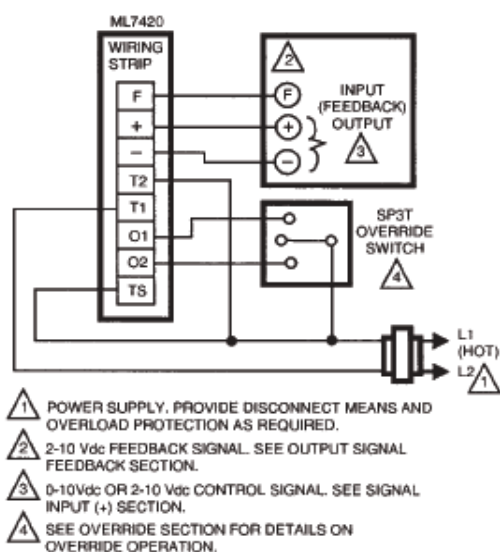 ML7420
WIRING
STRIP
F
+
−
T2
T1
O1
O2
TS
2
F
+
−
INPUT
(FEEDBACK)
OUTPUT
3
SP3T
OVERRIDE
SWITCH
4
L1
(HOT)
L2
1
1 POWER SUPPLY. PROVIDE DISCONNECT MEANS AND
OVERLOAD PROTECTION AS REQUIRED.
2 2-10 Vdc FEEDBACK SIGNAL. SEE OUTPUT SIGNAL
FEEDBACK SECTION.
3 0-10Vdc OR 2-10 Vdc CONTROL SIGNAL. SEE SIGNAL
INPUT (+) SECTION.
4 SEE OVERRIDE SECTION FOR DETAILS ON
OVERRIDE OPERATION.